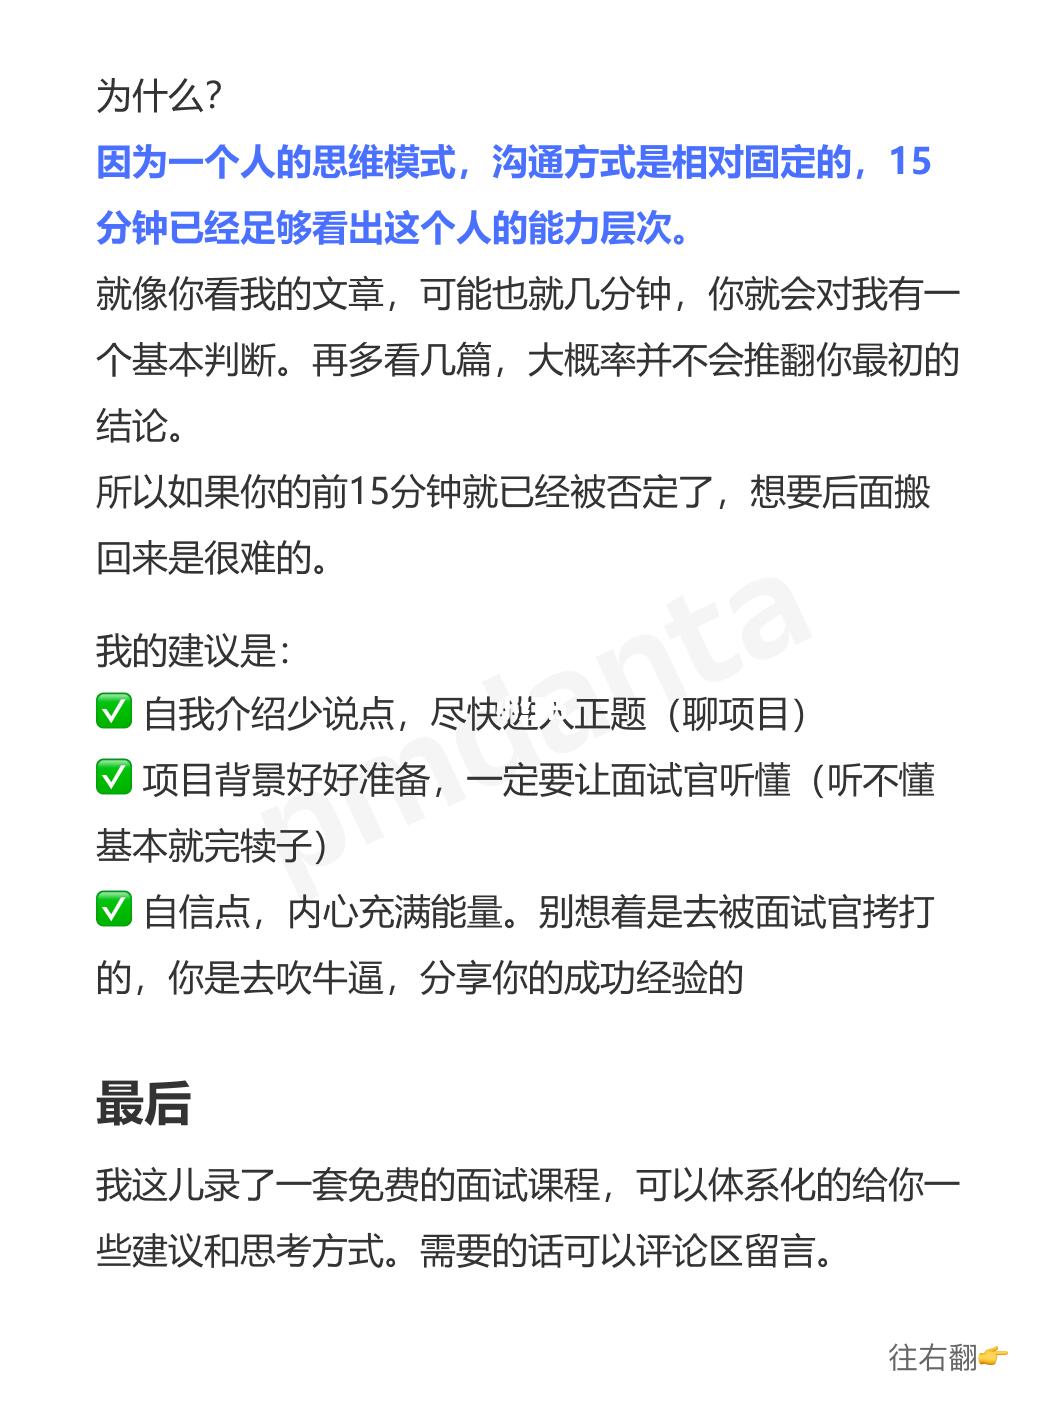 为什么？
因为一个人的思维模式，沟通方式是相对固定的，15
分钟已经足够看出这个人的能力层次。
就像你看我的文章，可能也就几分钟，你就会对我有一
个基本判断。再多看几篇，大概率并不会推翻你最初的
结论。
所以如果你的前15分钟就已经被否定了，想要后面搬
回来是很难的。
我的建议是：
✅ 自我介绍少说点，尽快进入正题（聊项目）
✅ 项目背景好好准备，一定要让面试官听懂（听不懂
基本就完犊子）
✅ 自信点，内心充满能量。别想着是去被面试官拷打
的，你是去吹牛逼，分享你的成功经验的
pmdanta
最后
我这儿录了一套免费的面试课程，可以体系化的给你一
些建议和思考方式。需要的话可以评论区留言。
往右翻👉